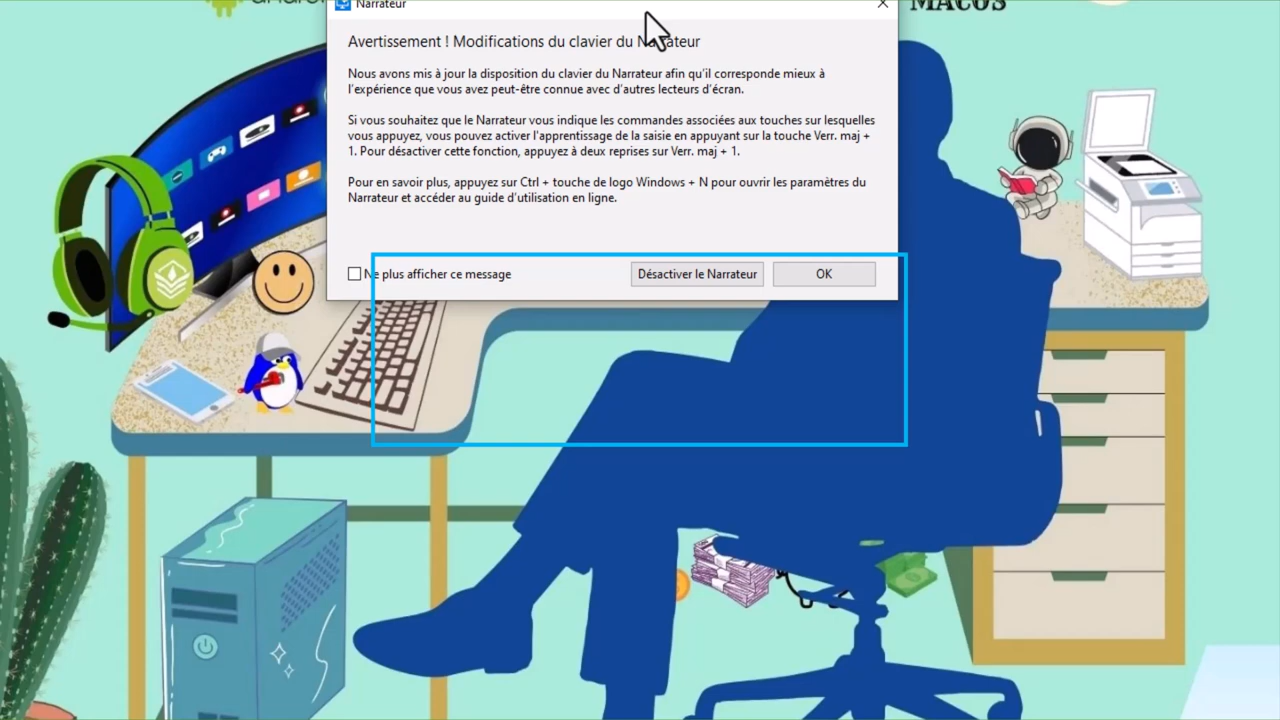 MACOS
Narrateur
Avertissement ! Modifications du clavier du Narrateur
Nous avons mis à jour la disposition du clavier du Narrateur afin qu'il corresponde mieux à
l'expérience que vous avez peut-être connue avec d'autres lecteurs d'écran.
Si vous souhaitez que le Narrateur vous indique les commandes associées aux touches sur lesquelles
vous appuyez, vous pouvez activer l'apprentissage de la saisie en appuyant sur la touche Verr. maj +
1. Pour désactiver cette fonction, appuyez à deux reprises sur Verr. maj + 1.
Pour en savoir plus, appuyez sur Ctrl + touche de logo Windows + N pour ouvrir les paramètres du
Narrateur et accéder au guide d'utilisation en ligne.
Ne plus afficher ce message
Désactiver le Narrateur
OK